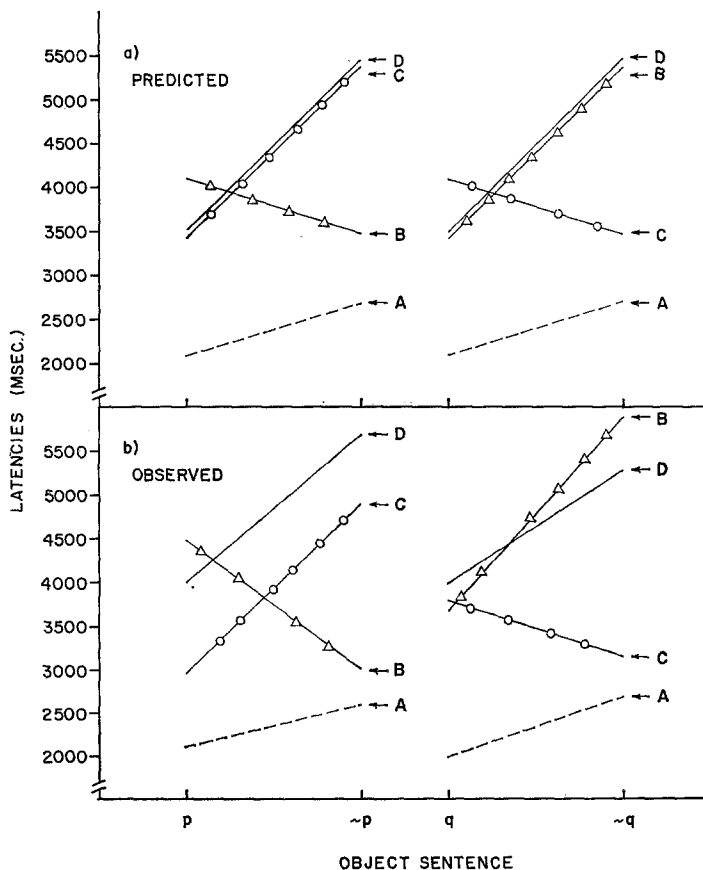 a)
PREDICTED
5500
5000
4500
4000
3500
3000
2500
2000
D
C
B
A
D
B
C
A
LATENCIES (MSEC.)
b)
OBSERVED
5500
5000
4500
4000
3500
3000
2500
2000
D
C
B
A
B
D
C
A
p
~p
q
~q
OBJECT SENTENCE